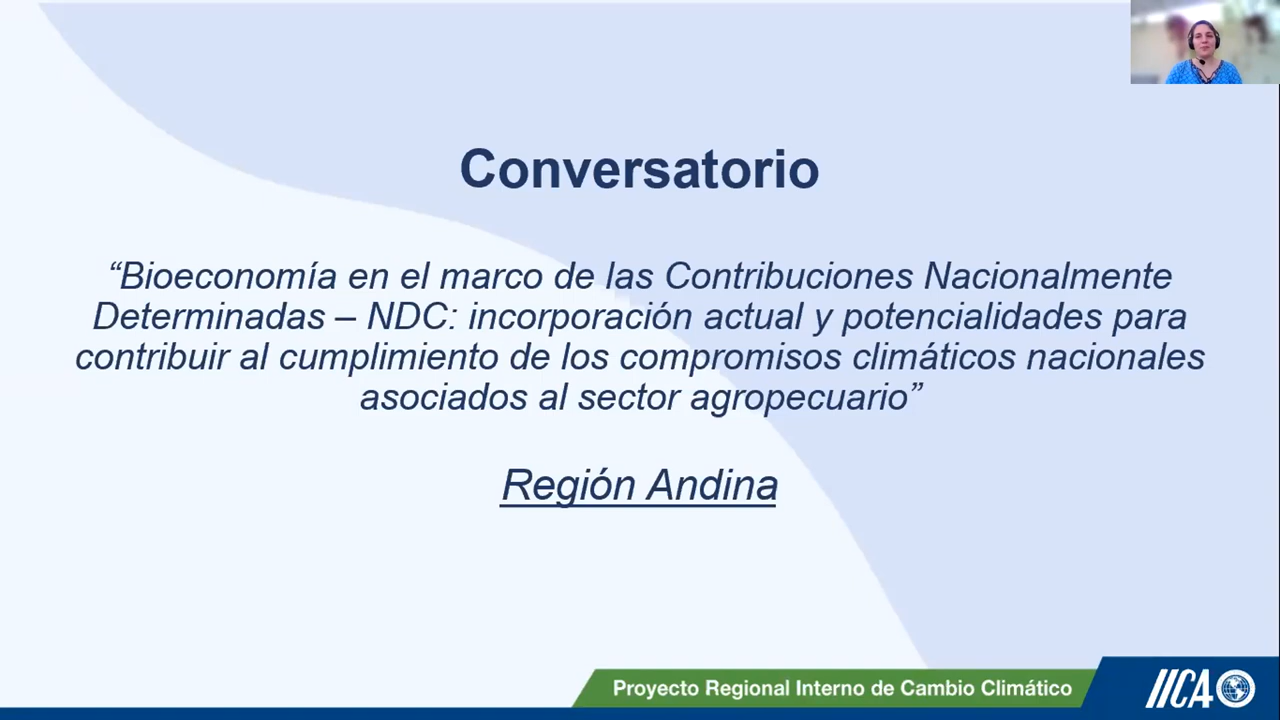 Conversatorio
“Bioeconomía en el marco de las Contribuciones Nacionalmente
Determinadas – NDC: incorporación actual y potencialidades para
contribuir al cumplimiento de los compromisos climáticos nacionales
asociados al sector agropecuario”
Región Andina
Proyecto Regional Interno de Cambio Climático
IICA